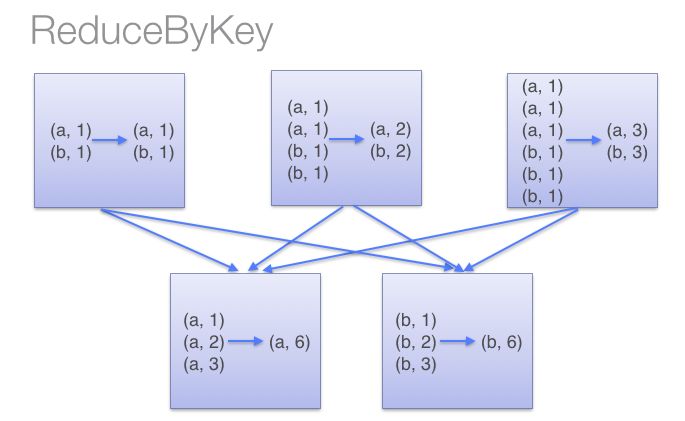 ReduceByKey
(a, 1) (a, 1)
(b, 1) (b, 1)
(a, 1)
(a, 1) (a, 2)
(b, 1) (b, 2)
(b, 1)
(a, 1)
(a, 1)
(a, 1) (a, 3)
(b, 1) (b, 3)
(b, 1)
(b, 1)
(a, 1)
(a, 2) (a, 6)
(a, 3)
(b, 1)
(b, 2) (b, 6)
(b, 3)